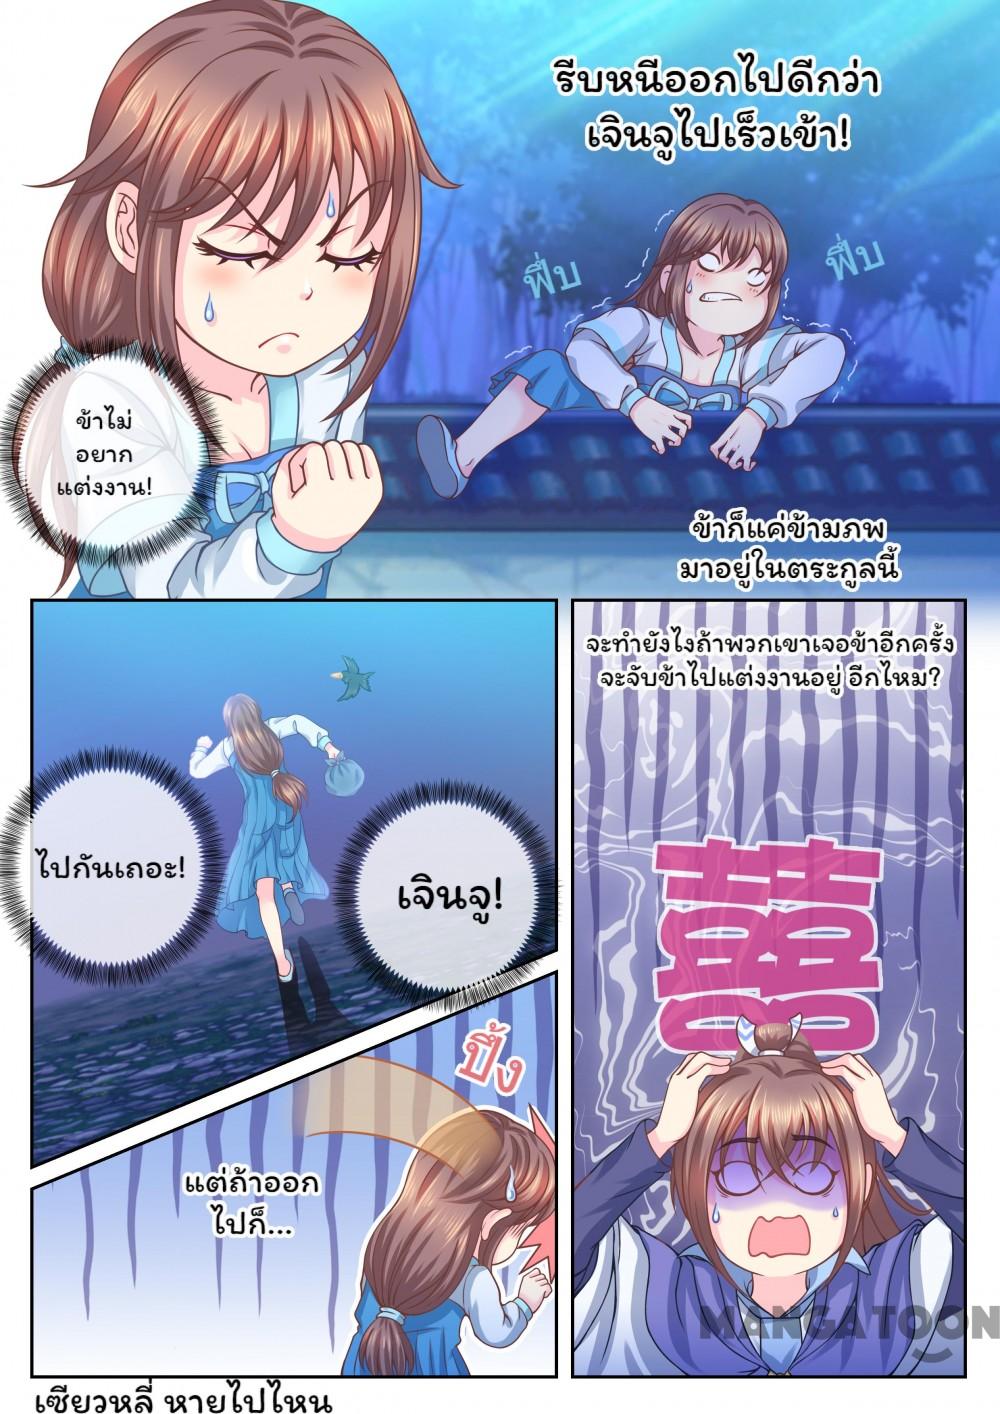 รีบหนีออกไปดีกว่า
เจินจูไปเร็วเข้า!
ฟึ่บ
ฟึ่บ
ข้าไม่
อยาก
แต่งงาน!
ข้าก็แค่ข้ามภพ
มาอยู่ในตระกูลนี้
ไปกันเถอะ!
เจินจู!
จะทำยังไงถ้าพวกเขาเจอข้าอีกครั้ง
จะจับข้าไปแต่งงานอยู่ อีกไหม?
囍
ปึ้ง
แต่ถ้าออก
ไปก็...
MANGATOON
เซียวหลี่ หายไปไหน